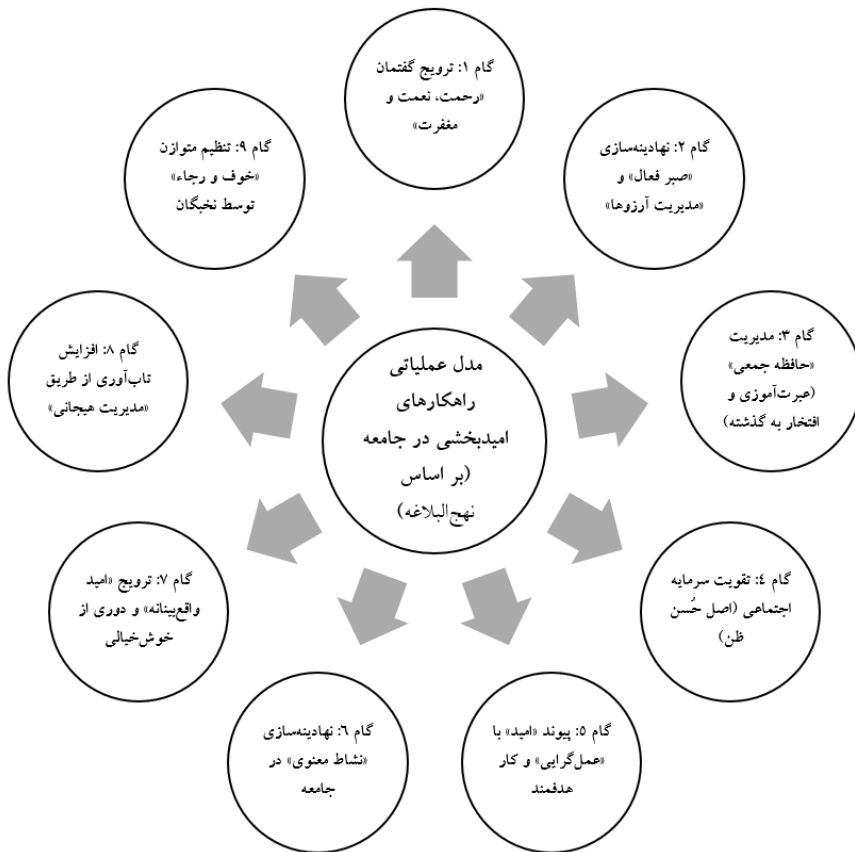 گام ۱: ترویج گفتمان
«رحمت، نعمت و
مغفرت»
گام ۲: نهادینه‌سازی
«صبر فعال» و
«مدیریت آرزوها»
گام ۳: مدیریت
«حافظه جمعی»
(عبرت‌آموزی و
افتخار به گذشته)
گام ٤: تقویت سرمایه
اجتماعی (اصل حُسن
ظن)
گام ٥: پیوند «امید» با
«عمل‌گرایی» و کار
هدفمند
گام ٦: نهادینه‌سازی
«نشاط معنوی» در
جامعه
گام ۷: ترویج «امید
واقع‌بینانه» و دوری از
خوش‌خیالی
گام ۸: افزایش
تاب‌آوری از طریق
«مدیریت هیجانی»
گام ۹: تنظیم متوازن
«خوف و رجاء»
توسط نخبگان
مدل عملیاتی
راهکارهای
امیدبخشی در جامعه
(بر اساس
نهج‌البلاغه)